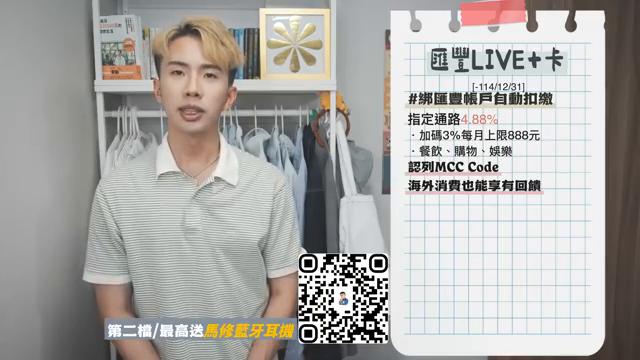 匯豐LIVE+卡
[-114/12/31]
#綁匯豐帳戶自動扣繳
指定通路4.88%
・加碼3%每月上限888元
・餐飲、購物、娛樂
認列MCC Code
海外消費也能享有回饋
第二檔/最高送馬修藍牙耳機